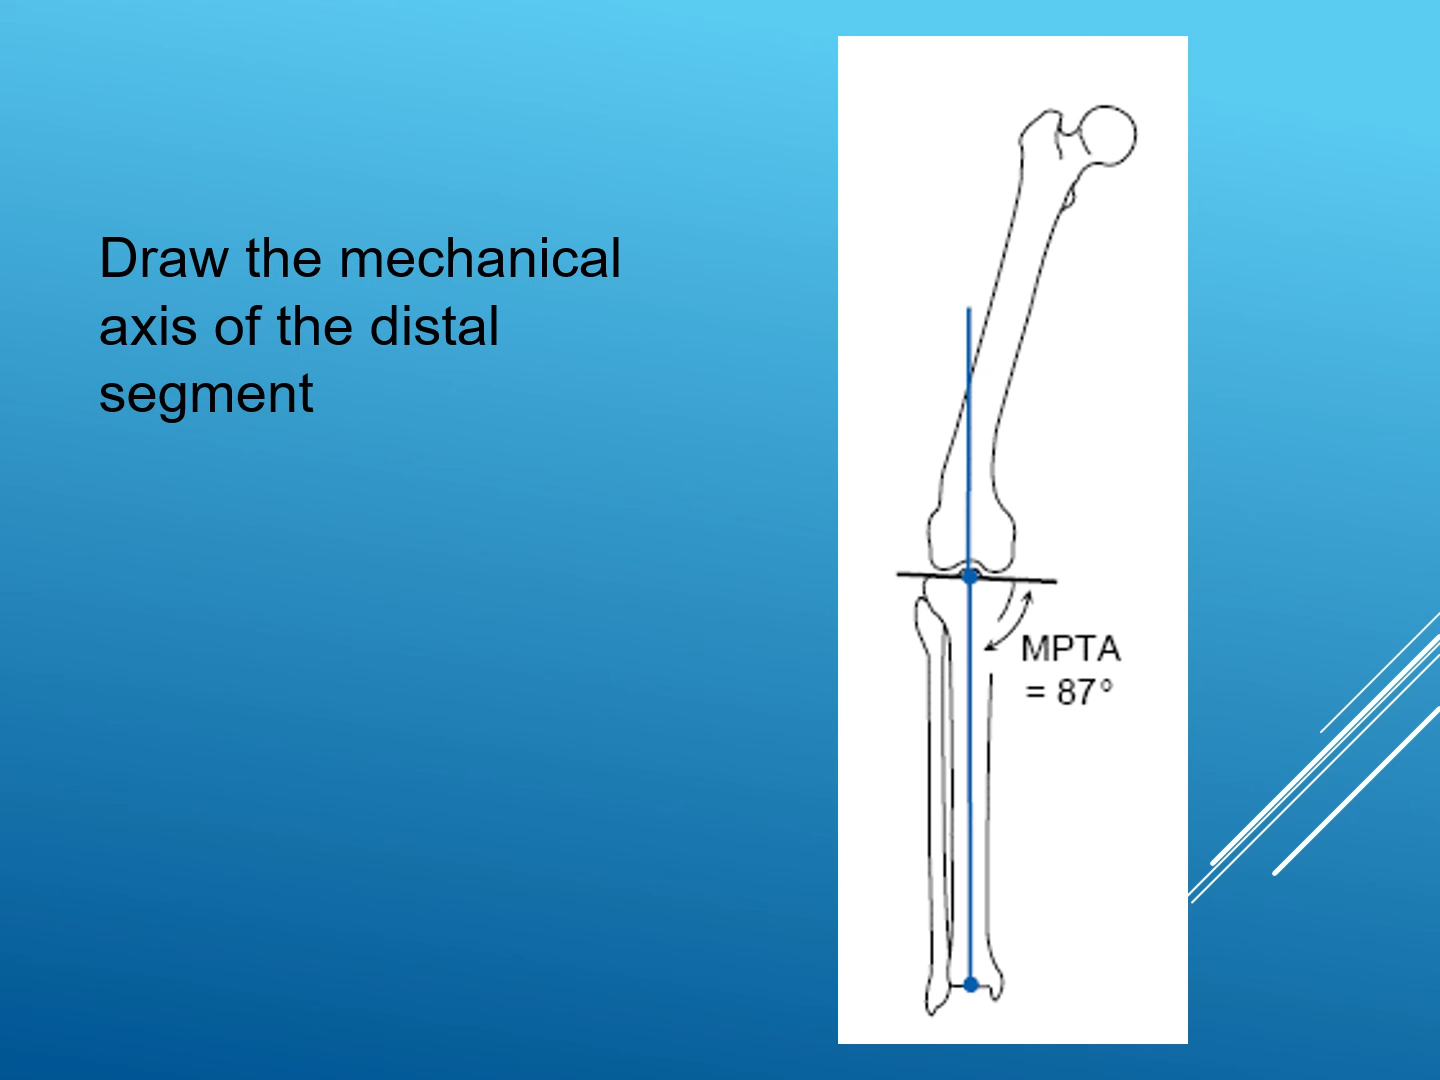 Draw the mechanical
axis of the distal
segment
MPTA
= 87°